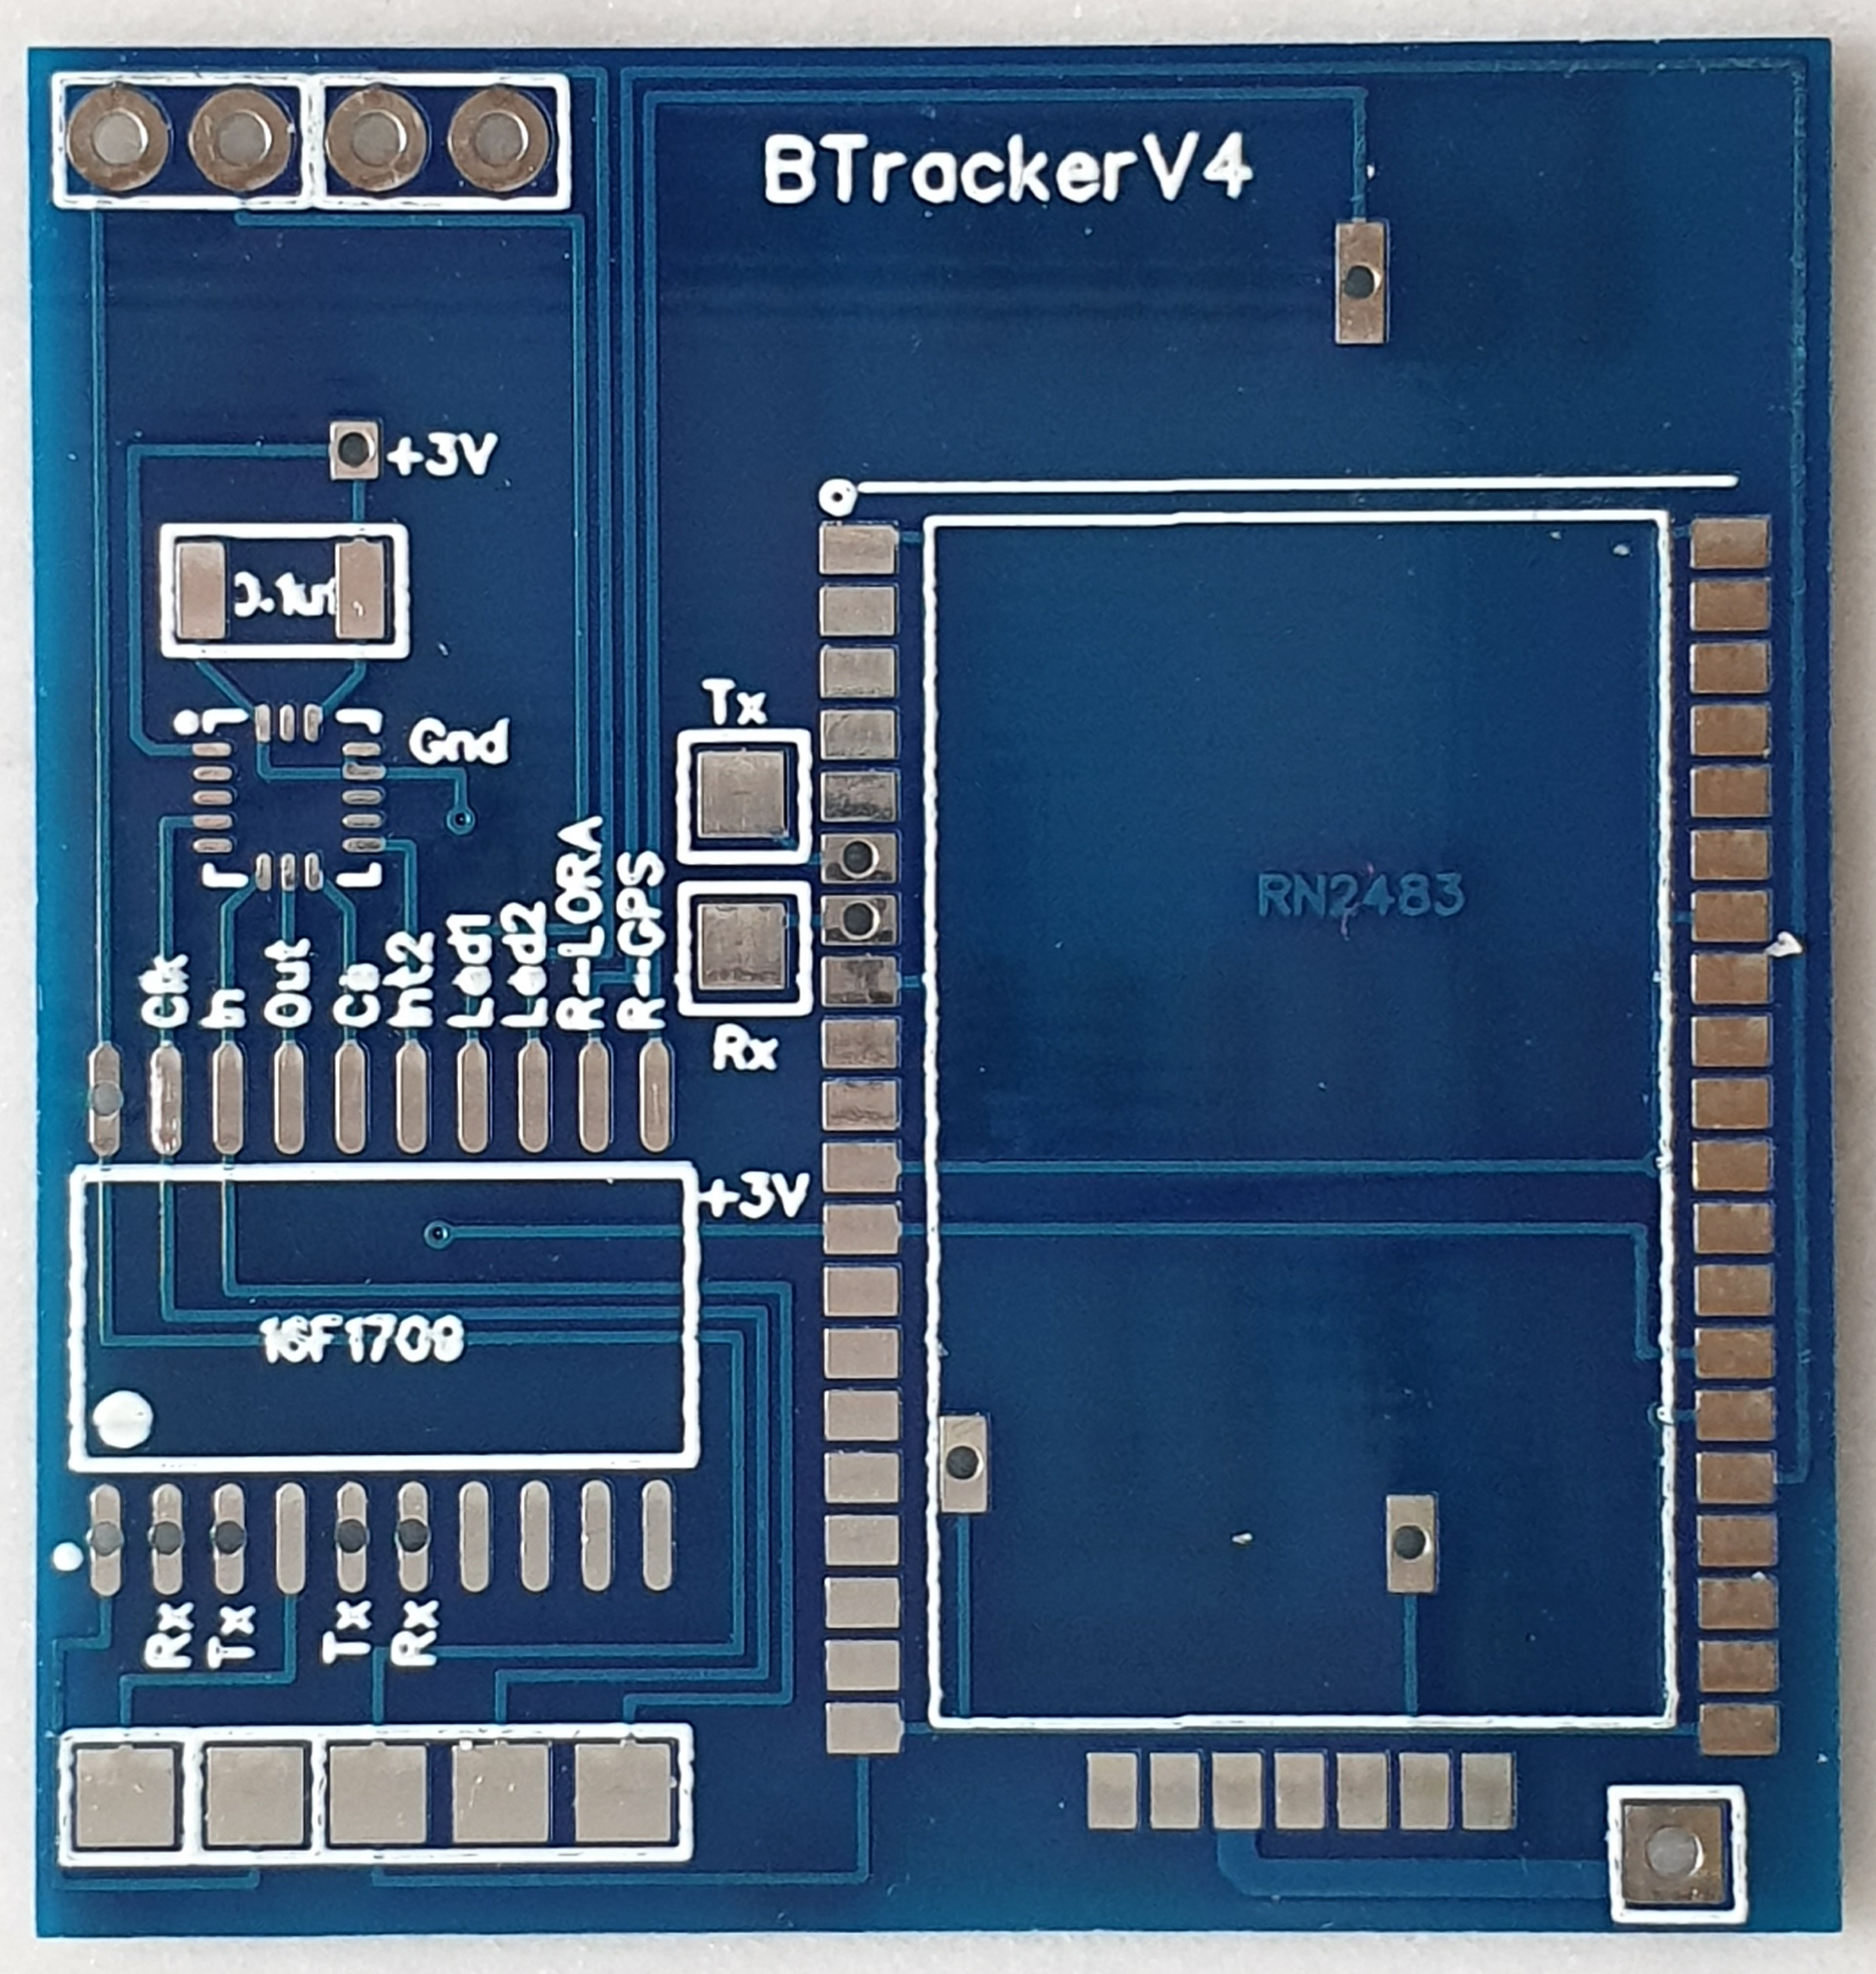 BTrackerV4
+3V
0.1uf
Gnd
Tx
Clk
In
Out
Cs
Int2
Led1
Led2
R-LORA
R-GPS
Rx
RN2483
+3V
16F1709
Rx
Tx
Tx
Rx